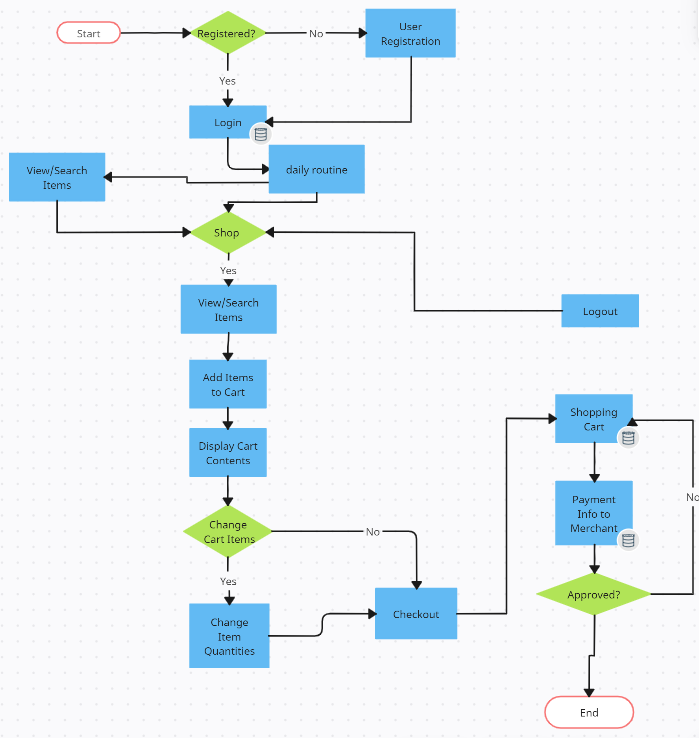 Start
Registered?
No
User
Registration
Yes
Login
daily routine
View/Search
Items
Shop
Yes
View/Search
Items
Logout
Add Items
to Cart
Shopping
Cart
Display Cart
Contents
Payment
Info to
Merchant
No
Change
Cart Items
No
Yes
Approved?
Change
Item
Quantities
Checkout
End